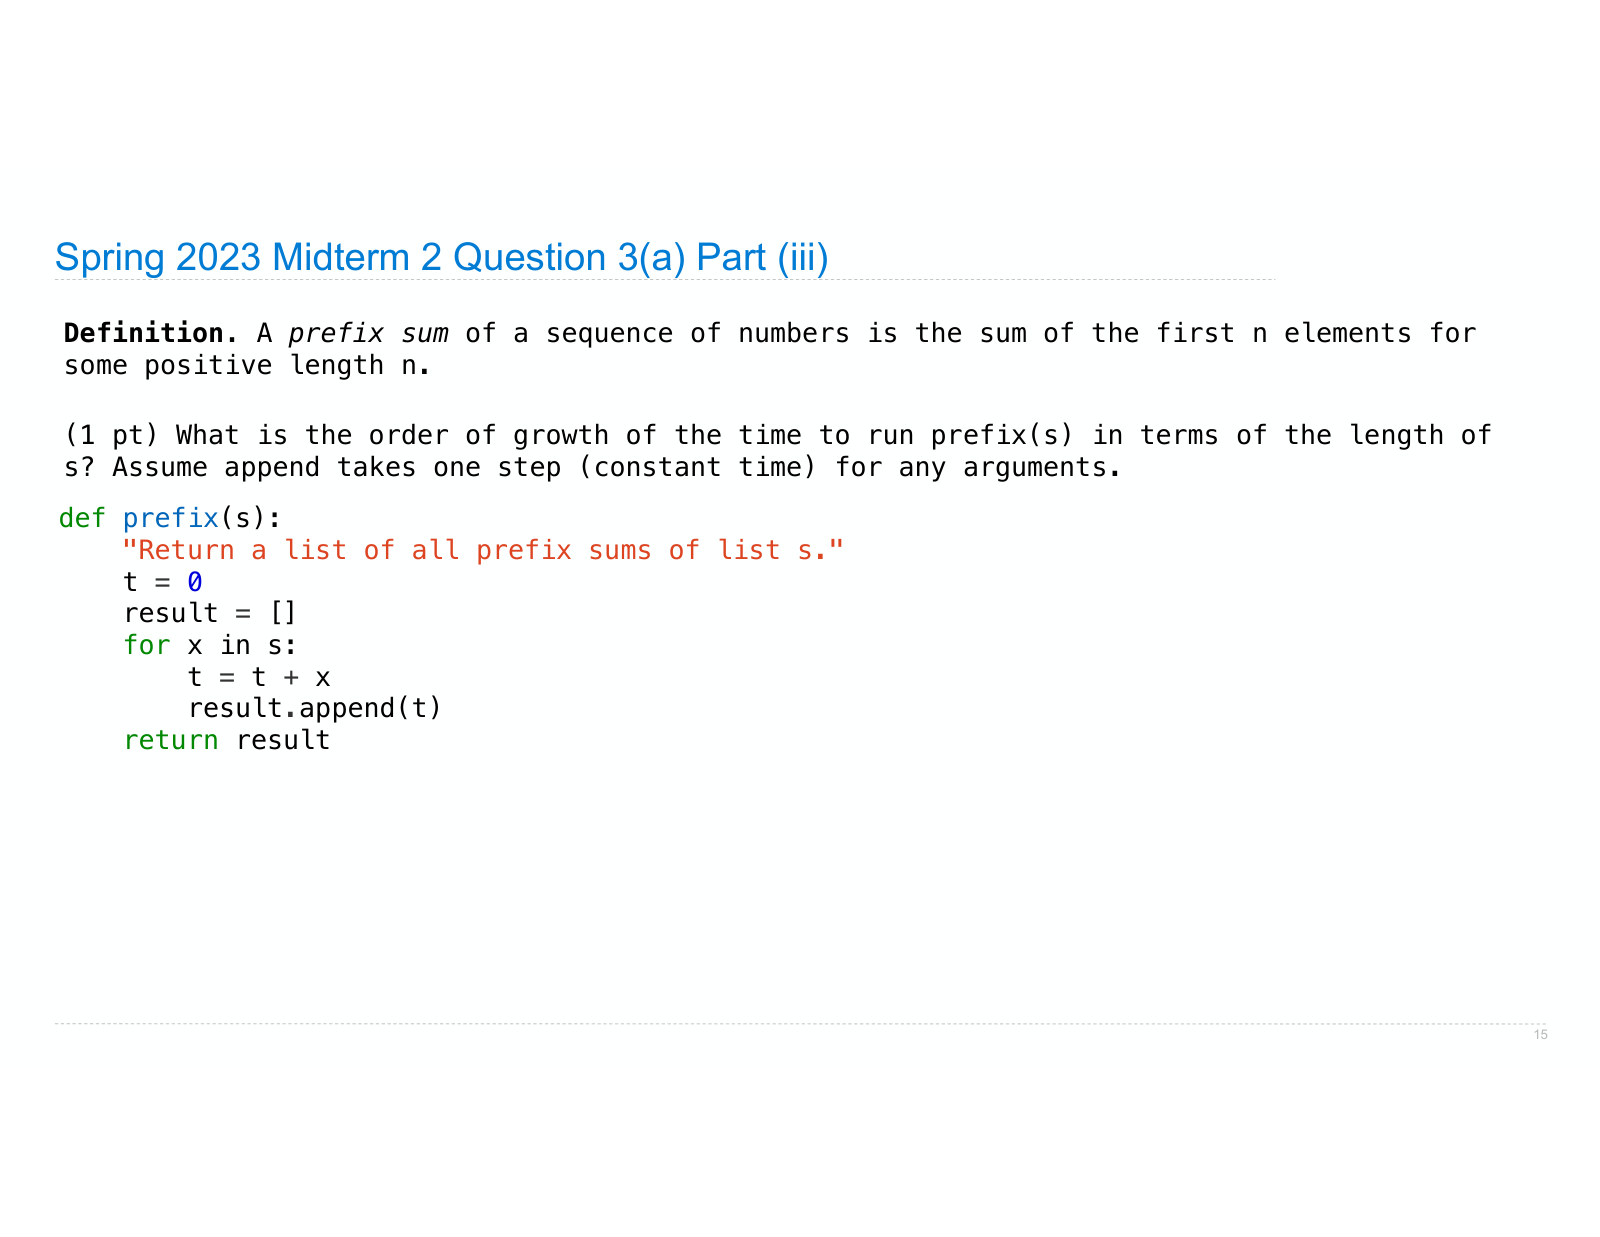 Spring 2023 Midterm 2 Question 3(a) Part (iii)
Definition. A prefix sum of a sequence of numbers is the sum of the first n elements for
some positive length n.
(1 pt) What is the order of growth of the time to run prefix(s) in terms of the length of
s? Assume append takes one step (constant time) for any arguments.
def prefix(s):
    "Return a list of all prefix sums of list s."
    t = 0
    result = []
    for x in s:
        t = t + x
        result.append(t)
    return result
15